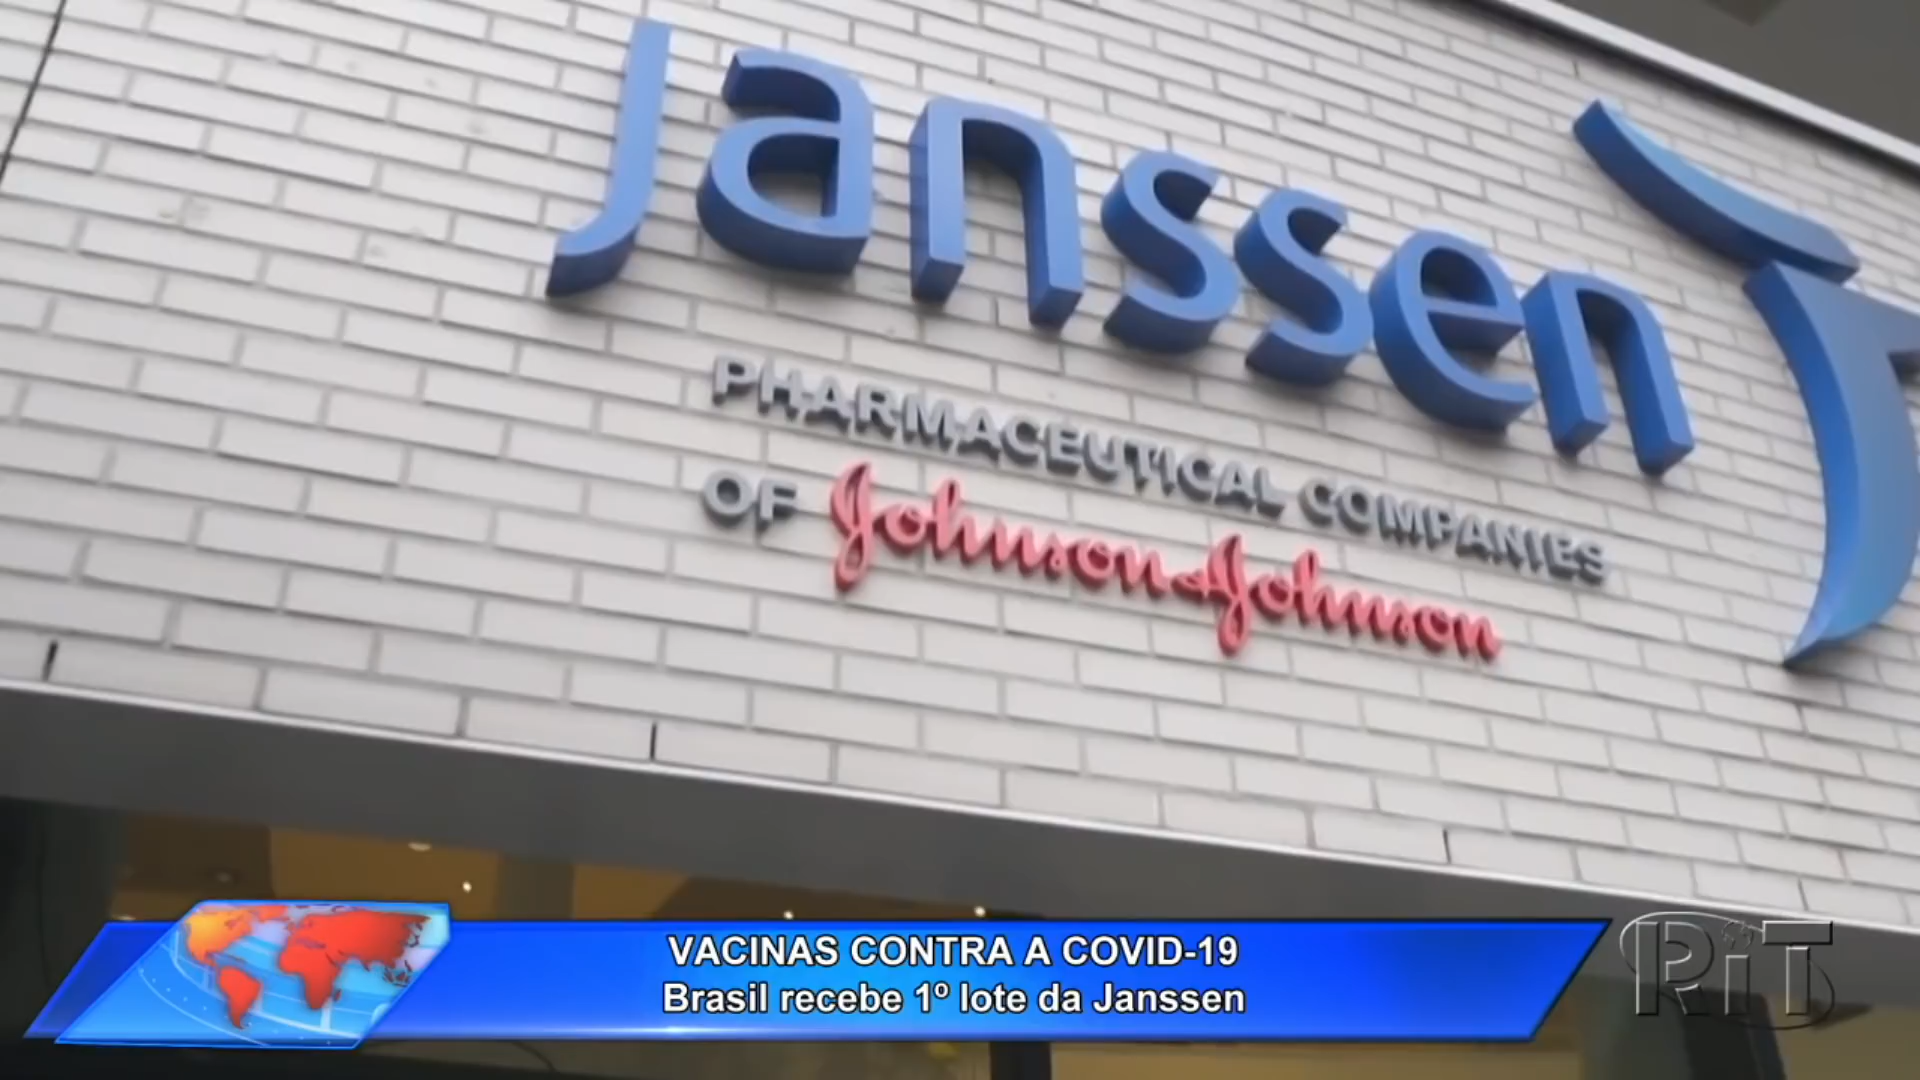 Janssen
PHARMACEUTICAL COMPANIES
OF Johnson&Johnson
VACINAS CONTRA A COVID-19
Brasil recebe 1º lote da Janssen
RiT